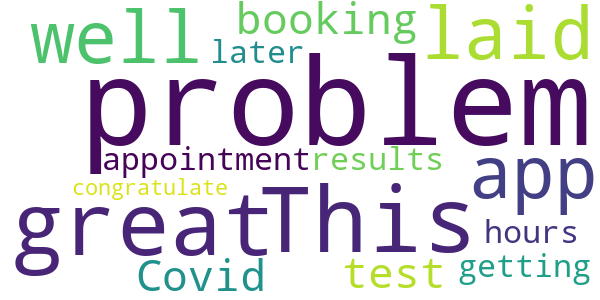 well booking laid
later
problem
appointment results app
congratulate
great This hours
Covid test getting